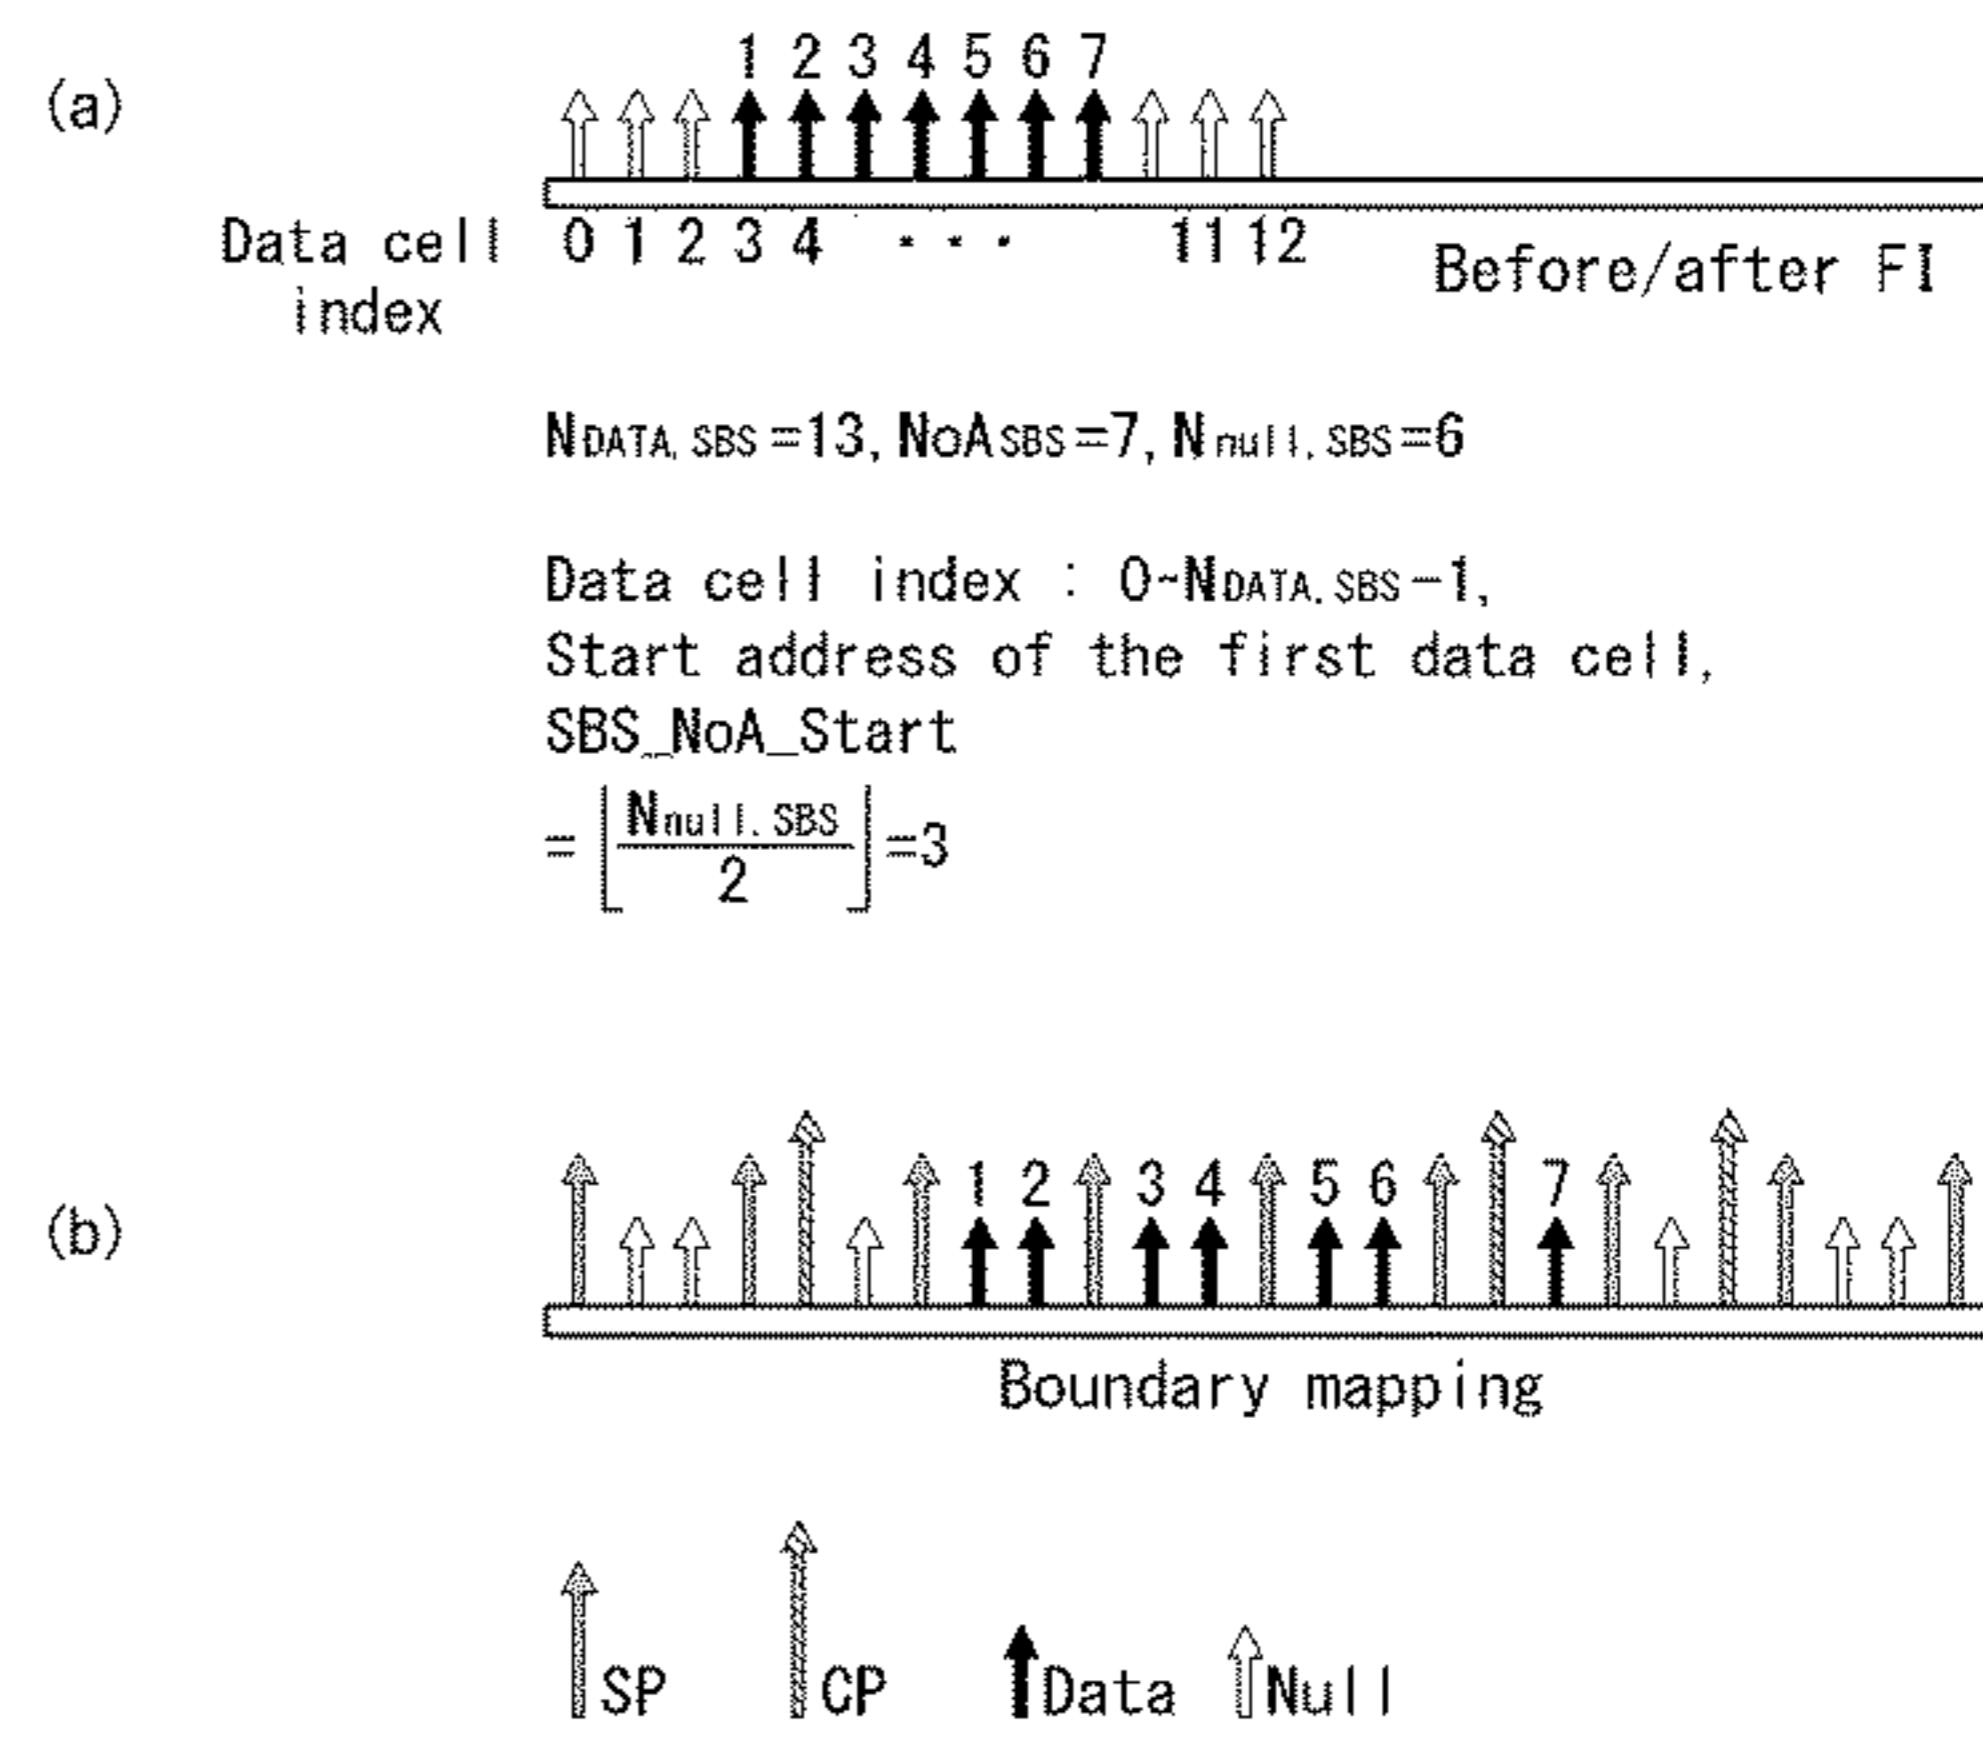 (a)
1 2 3 4 5 6 7
Data cell index
0 1 2 3 4 ... 11 12
Before/after FI
NDATA, SBS=13, NoASBS=7, Nnull, SBS=6
Data cell index : 0~NDATA, SBS-1,
Start address of the first data cell,
SBS_NoA_Start
= ⌊Nnull, SBS / 2⌋ =3
(b)
1 2 3 4 5 6 7
Boundary mapping
SP CP Data Null